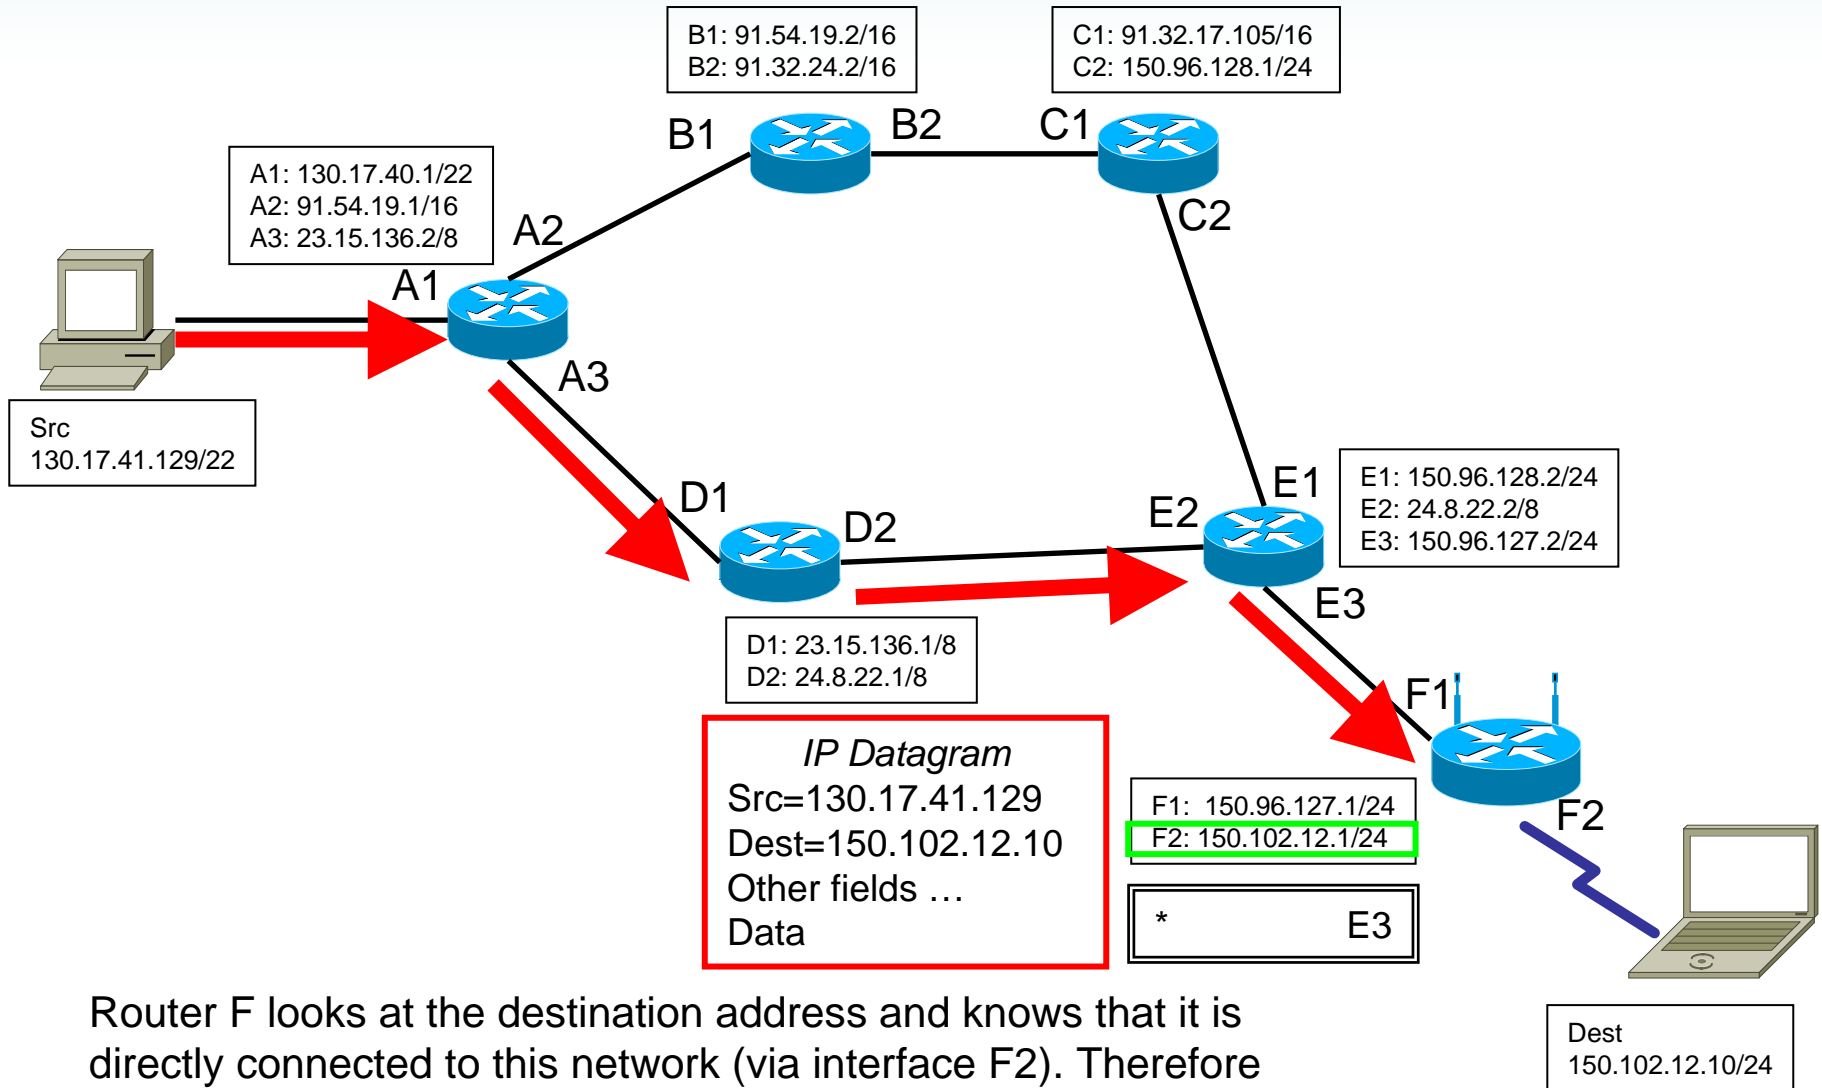 B1: 91.54.19.2/16
B2: 91.32.24.2/16
C1: 91.32.17.105/16
C2: 150.96.128.1/24
B1
B2
C1
C2
A1: 130.17.40.1/22
A2: 91.54.19.1/16
A3: 23.15.136.2/8
A2
A1
A3
Src
130.17.41.129/22
D1
D2
E2
E1
E3
E1: 150.96.128.2/24
E2: 24.8.22.2/8
E3: 150.96.127.2/24
D1: 23.15.136.1/8
D2: 24.8.22.1/8
F1
F2
IP Datagram
Src=130.17.41.129
Dest=150.102.12.10
Other fields …
Data
F1: 150.96.127.1/24
F2: 150.102.12.1/24
* E3
Router F looks at the destination address and knows that it is
directly connected to this network (via interface F2). Therefore
Dest
150.102.12.10/24